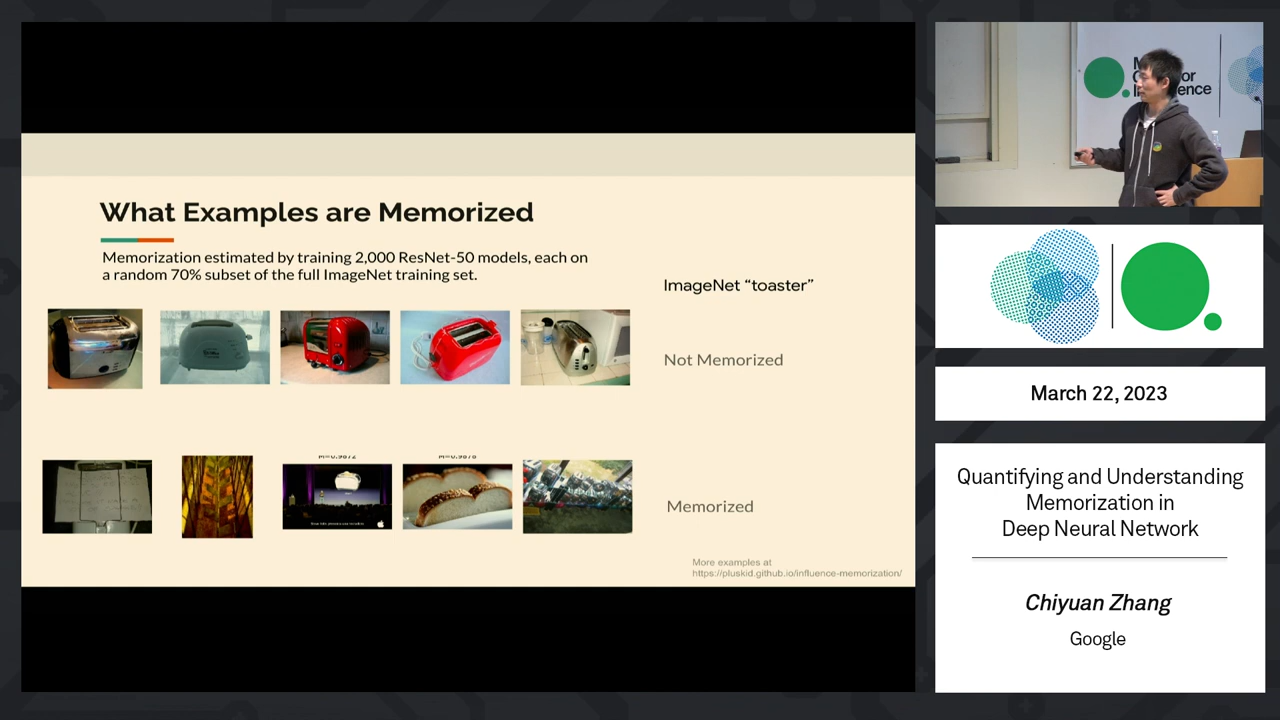 What Examples are Memorized
Memorization estimated by training 2,000 ResNet-50 models, each on
a random 70% subset of the full ImageNet training set.
ImageNet “toaster”
Not Memorized
Memorized
More examples at
https://pluskid.github.io/influence-memorization/
March 22, 2023
Quantifying and Understanding
Memorization in
Deep Neural Network
Chiyuan Zhang
Google